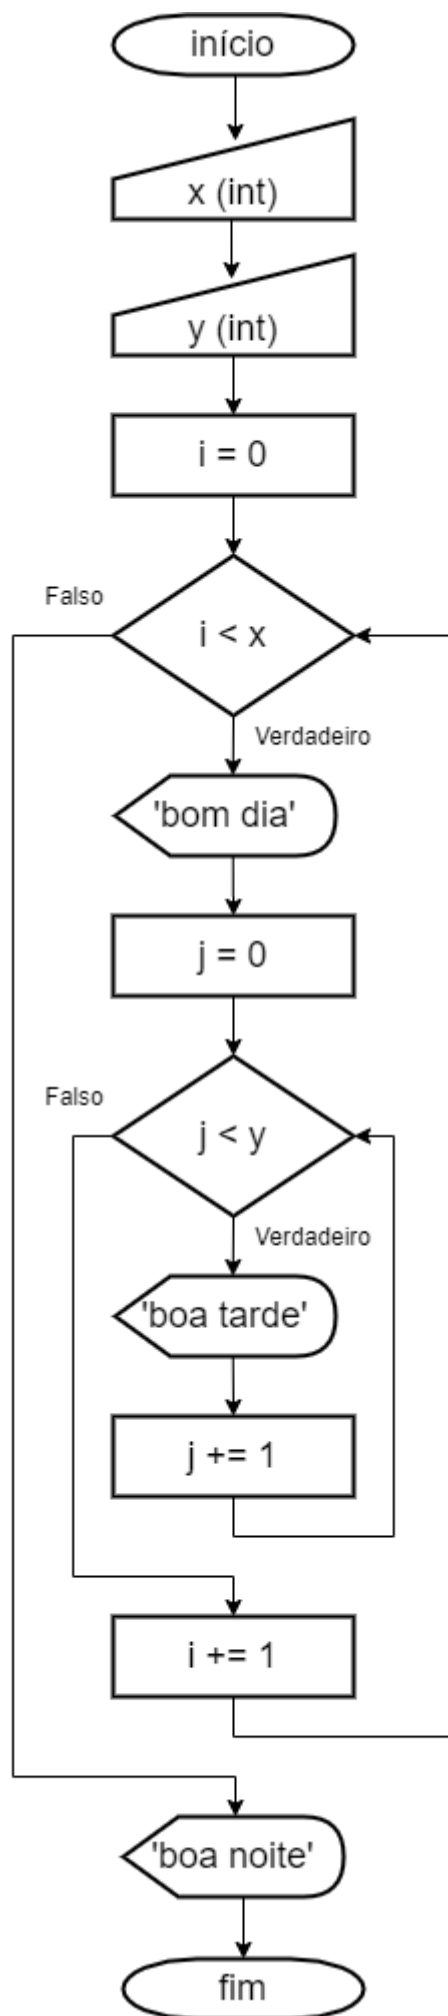 início
x (int)
y (int)
i = 0
Falso
i < x
Verdadeiro
'bom dia'
j = 0
Falso
j < y
Verdadeiro
'boa tarde'
j += 1
i += 1
'boa noite'
fim